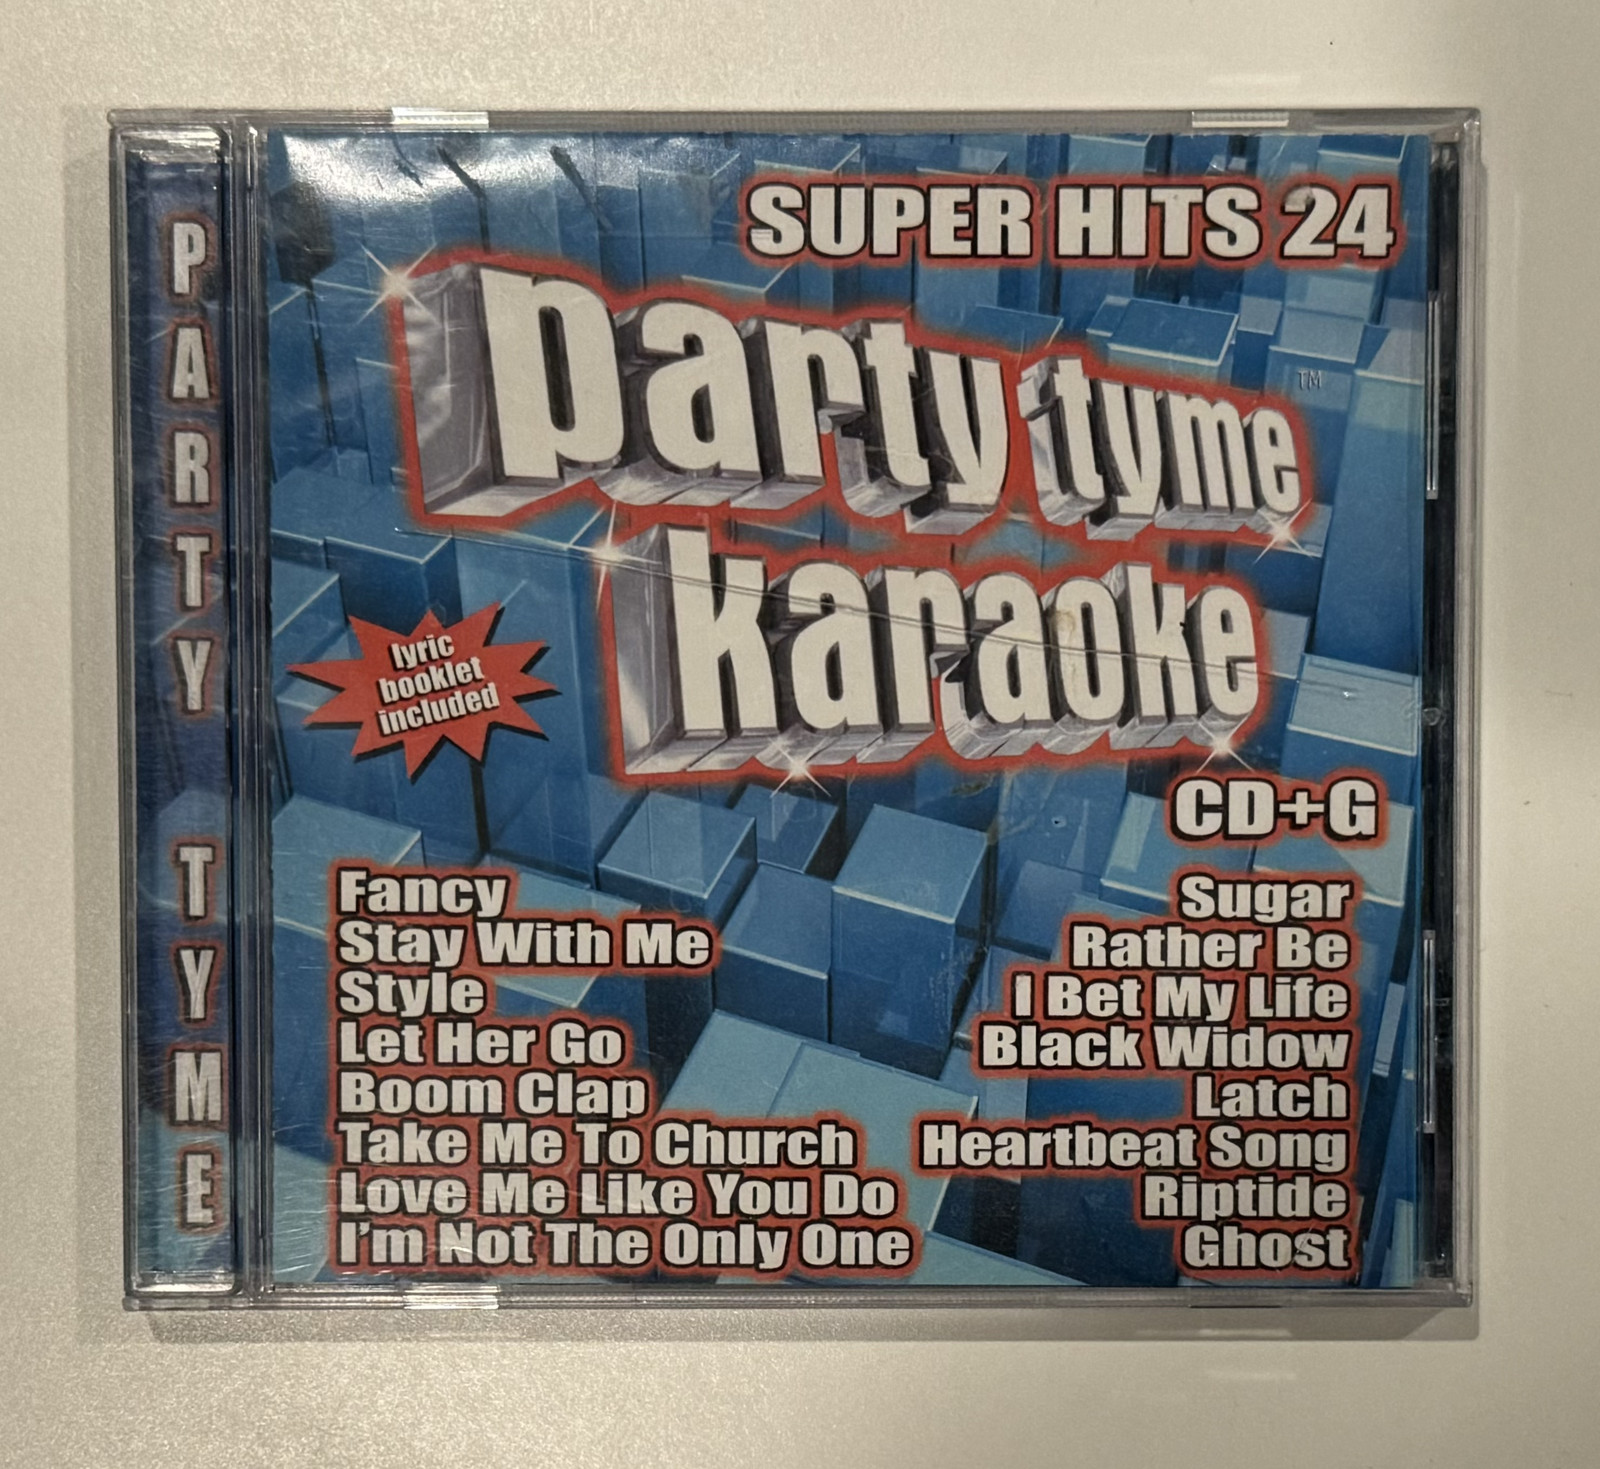 PARTY TYME
SUPER HITS 24
party tyme
™
karaoke
lyric
booklet
included
CD+G
Fancy
Stay With Me
Style
Let Her Go
Boom Clap
Take Me To Church
Love Me Like You Do
I'm Not The Only One
Sugar
Rather Be
I Bet My Life
Black Widow
Latch
Heartbeat Song
Riptide
Ghost